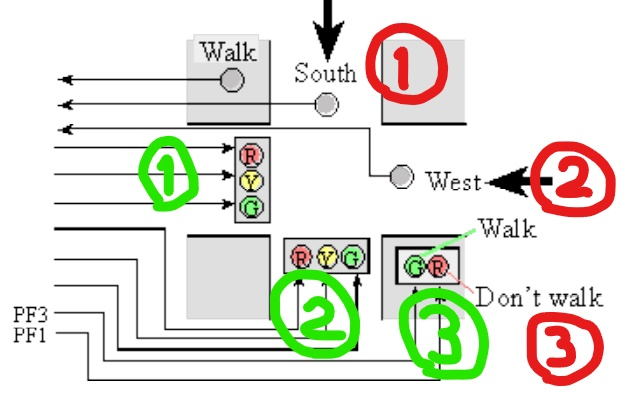 Walk
South
1
1
R
Y
G
West
2
Walk
R Y G
G R
Don't walk
2
3
3
PF3
PF1